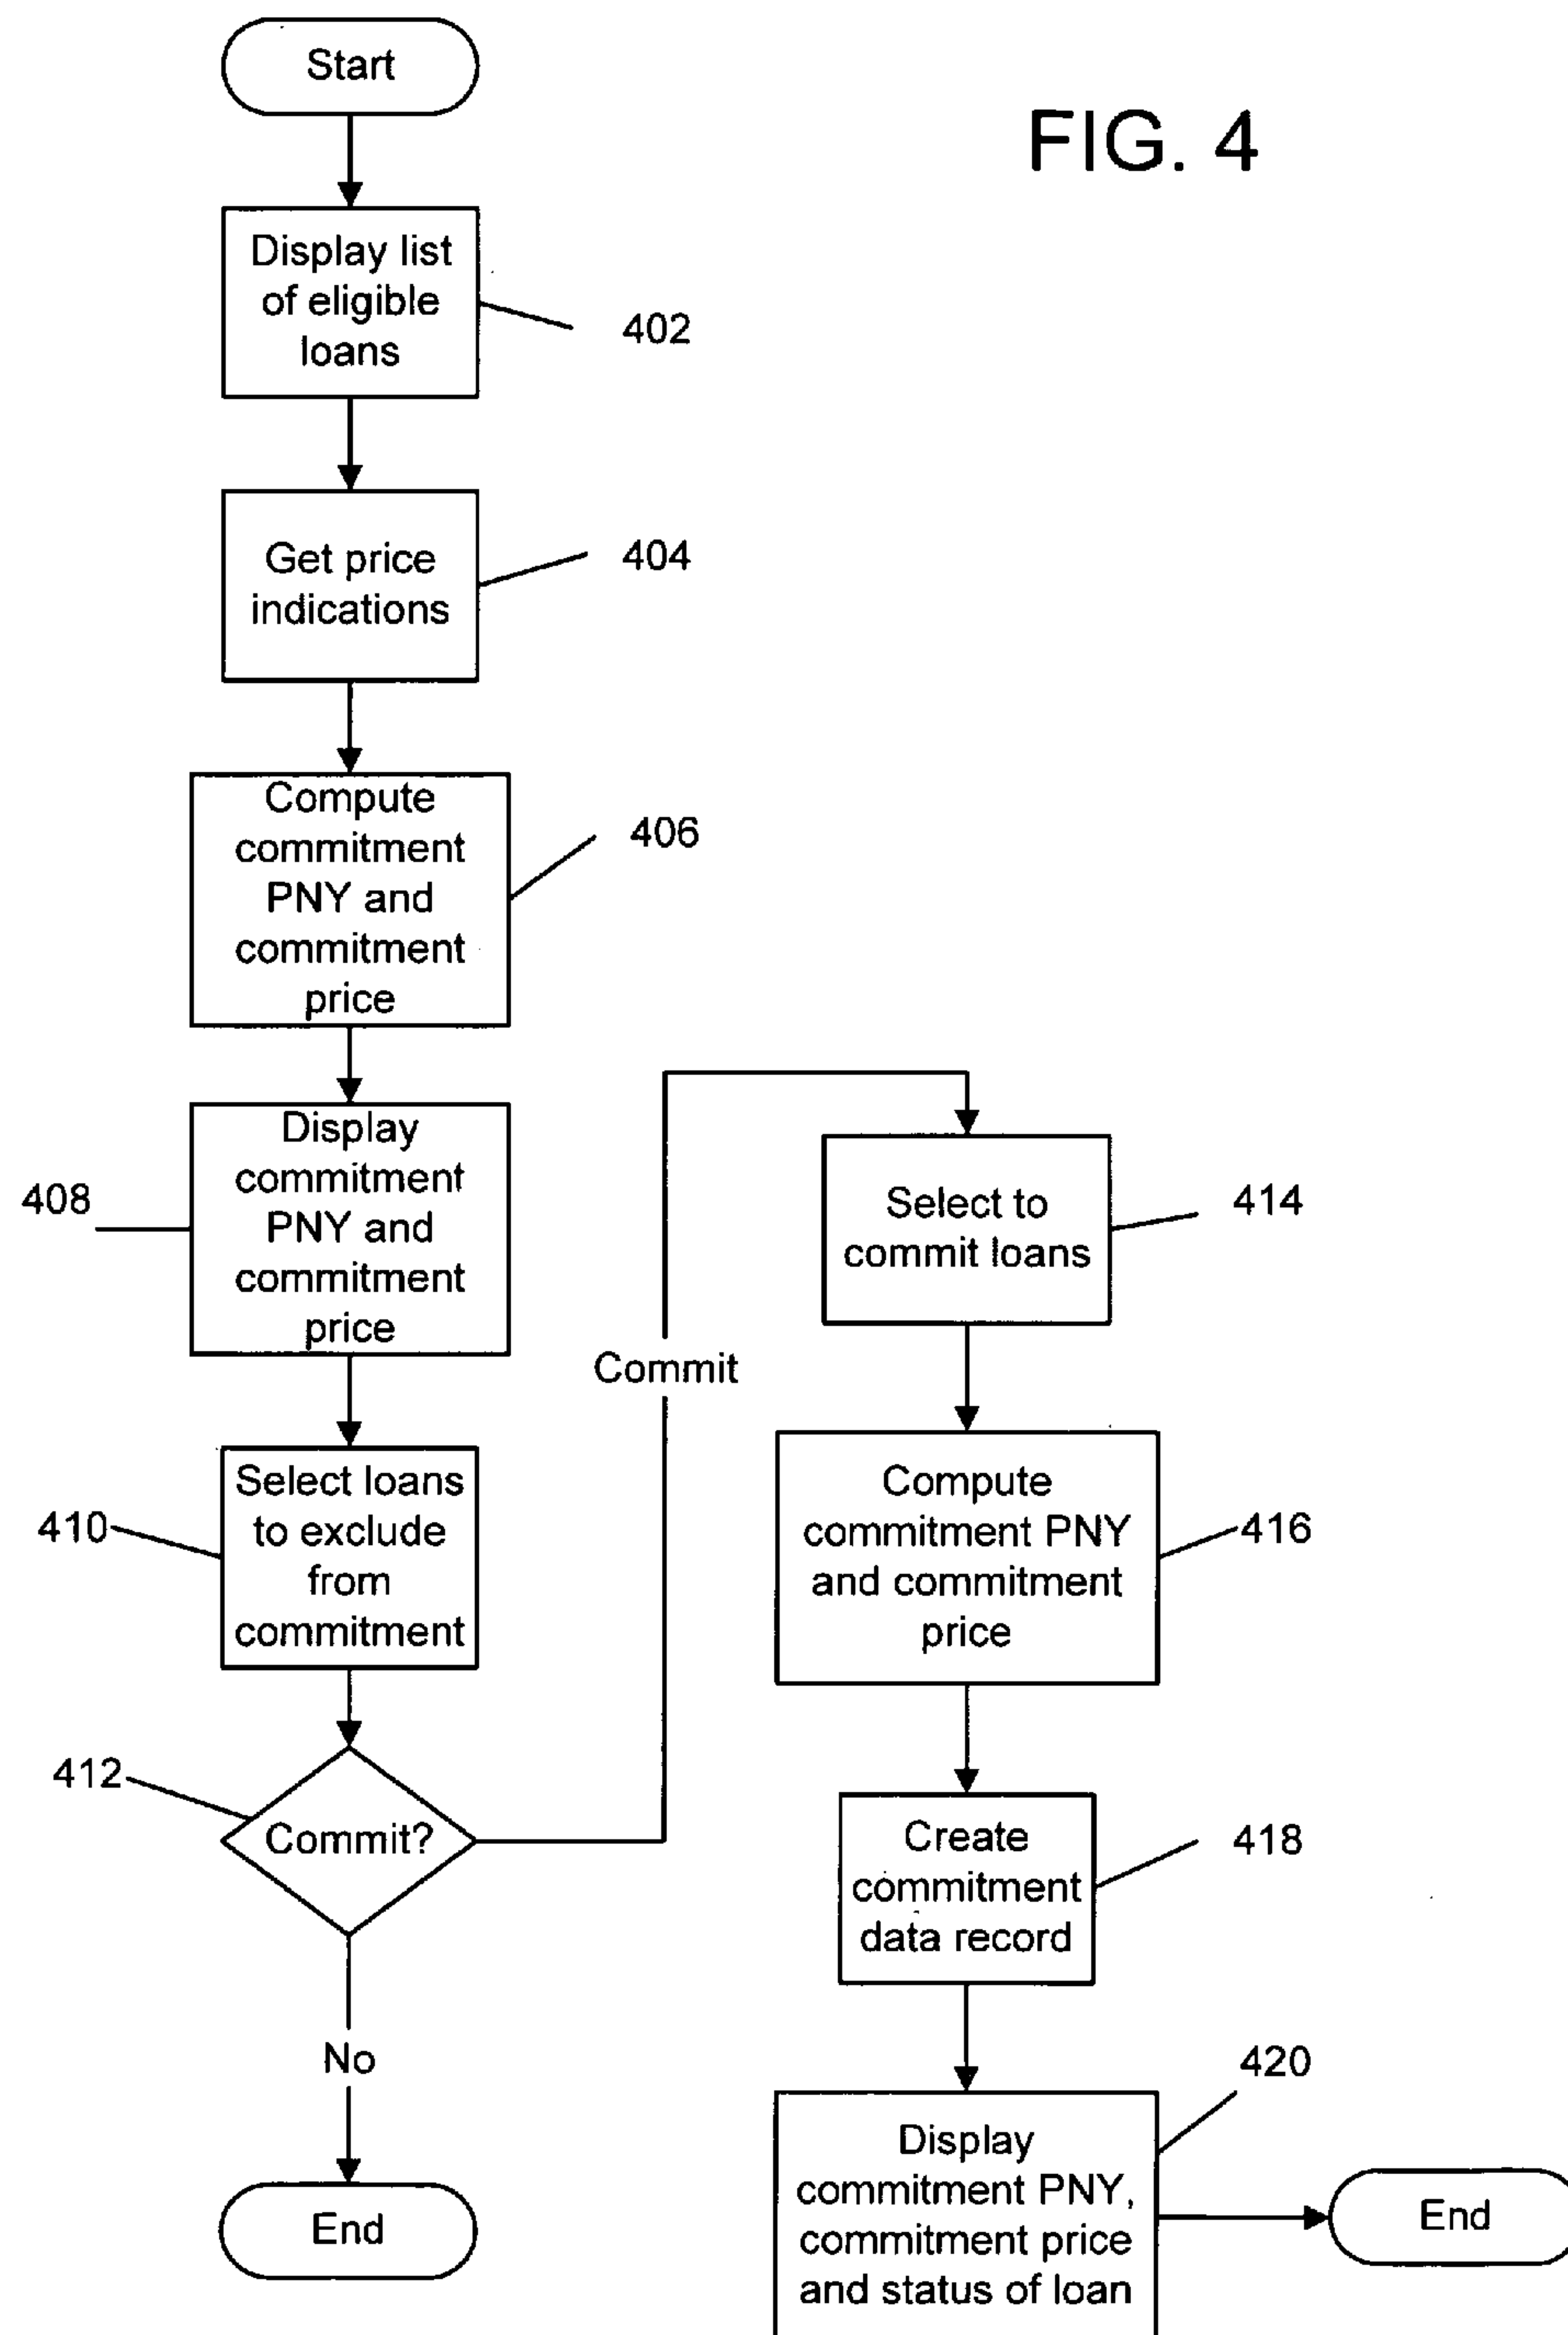 Start
FIG. 4
Display list
of eligible
loans
402
Get price
indications
404
Compute
commitment
PNY and
commitment
price
406
Display
commitment
PNY and
commitment
price
408
Select loans
to exclude
from
commitment
410
Commit?
412
No
End
Commit
Select to
commit loans
414
Compute
commitment PNY
and commitment
price
416
Create
commitment
data record
418
Display
commitment PNY,
commitment price
and status of loan
420
End